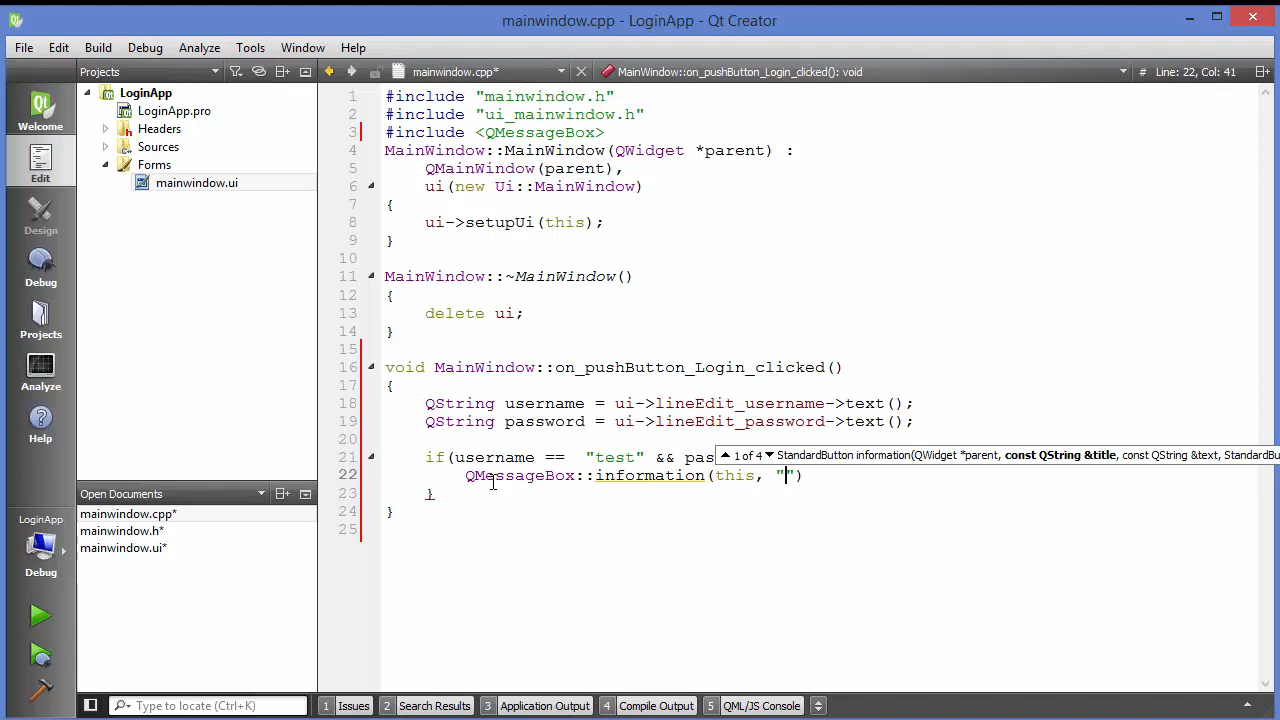 mainwindow.cpp - LoginApp - Qt Creator
File Edit Build Debug Analyze Tools Window Help
Projects
mainwindow.cpp*
MainWindow::on_pushButton_Login_clicked(): void
# Line: 22, Col: 41
Welcome
Edit
Design
Debug
Projects
Analyze
Help
LoginApp
Debug
LoginApp
LoginApp.pro
Headers
Sources
Forms
mainwindow.ui
Open Documents
mainwindow.cpp*
mainwindow.h*
mainwindow.ui*
1 #include "mainwindow.h"
2 #include "ui_mainwindow.h"
3 #include <QMessageBox>
4 MainWindow::MainWindow(QWidget *parent) :
5 QMainWindow(parent),
6 ui(new Ui::MainWindow)
7 {
8 ui->setupUi(this);
9 }
10
11 MainWindow::~MainWindow()
12 {
13 delete ui;
14 }
15
16 void MainWindow::on_pushButton_Login_clicked()
17 {
18 QString username = ui->lineEdit_username->text();
19 QString password = ui->lineEdit_password->text();
20
21 if(username == "test" && pas
1 of 4 StandardButton information(QWidget *parent, const QString &title, const QString &text, StandardBu
22 QMessageBox::information(this, "")
23 }
24 }
25
Type to locate (Ctrl+K)
1 Issues
2 Search Results
3 Application Output
4 Compile Output
5 QML/JS Console